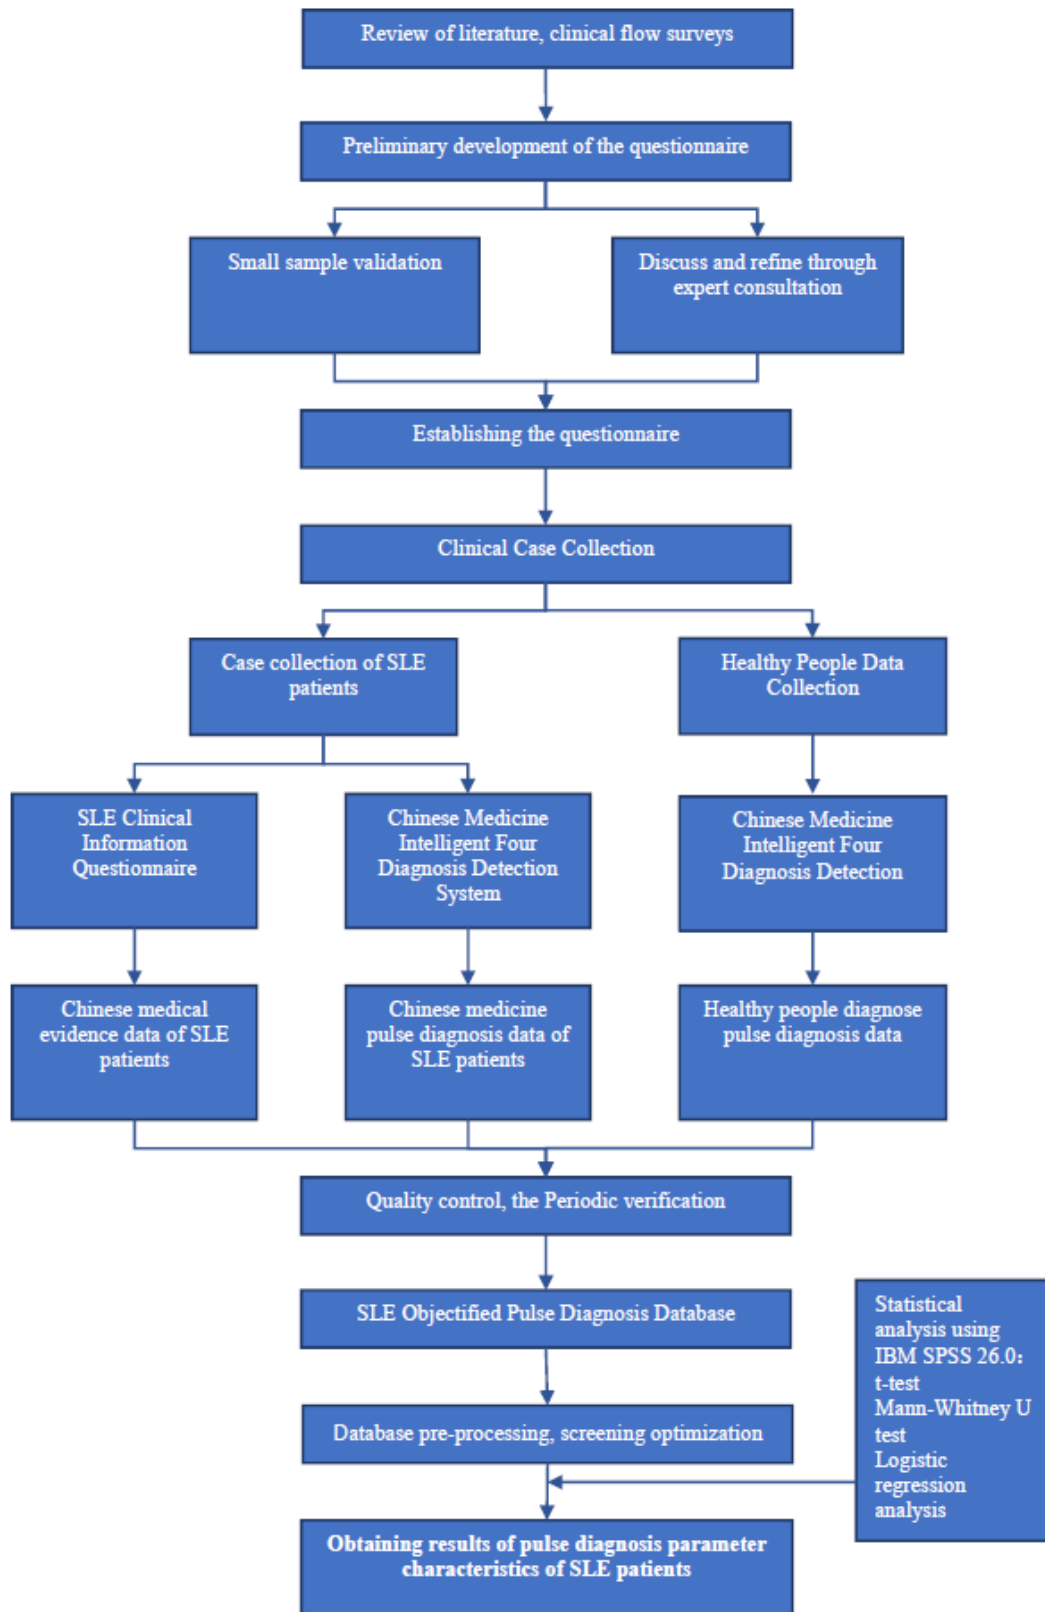 Review of literature, clinical flow surveys
Preliminary development of the questionnaire
Small sample validation
Discuss and refine through
expert consultation
Establishing the questionnaire
Clinical Case Collection
Case collection of SLE
patients
Healthy People Data
Collection
SLE Clinical
Information
Questionnaire
Chinese Medicine
Intelligent Four
Diagnosis Detection
System
Chinese Medicine
Intelligent Four
Diagnosis Detection
Chinese medical
evidence data of SLE
patients
Chinese medicine
pulse diagnosis data of
SLE patients
Healthy people diagnose
pulse diagnosis data
Quality control, the Periodic verification
SLE Objectified Pulse Diagnosis Database
Database pre-processing, screening optimization
Statistical
analysis using
IBM SPSS 26.0：
t-test
Mann-Whitney U
test
Logistic
regression
analysis
Obtaining results of pulse diagnosis parameter
characteristics of SLE patients